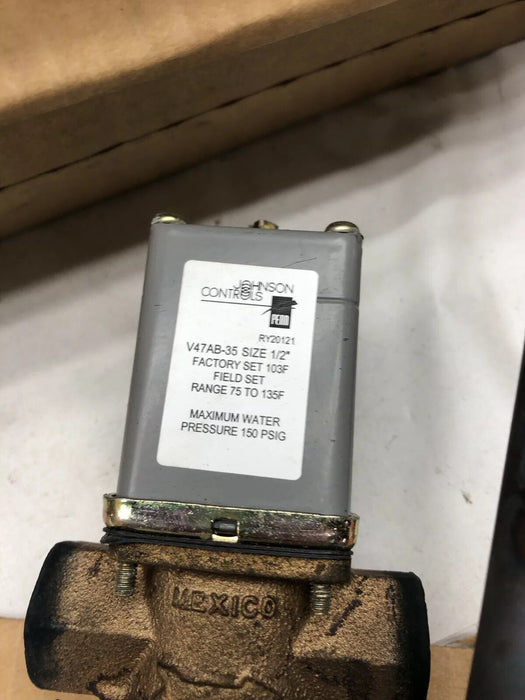 JOHNSON
CONTROLS
PENN
RY20121
V47AB-35 SIZE 1/2"
FACTORY SET 103F
FIELD SET
RANGE 75 TO 135F
MAXIMUM WATER
PRESSURE 150 PSIG
MEXICO